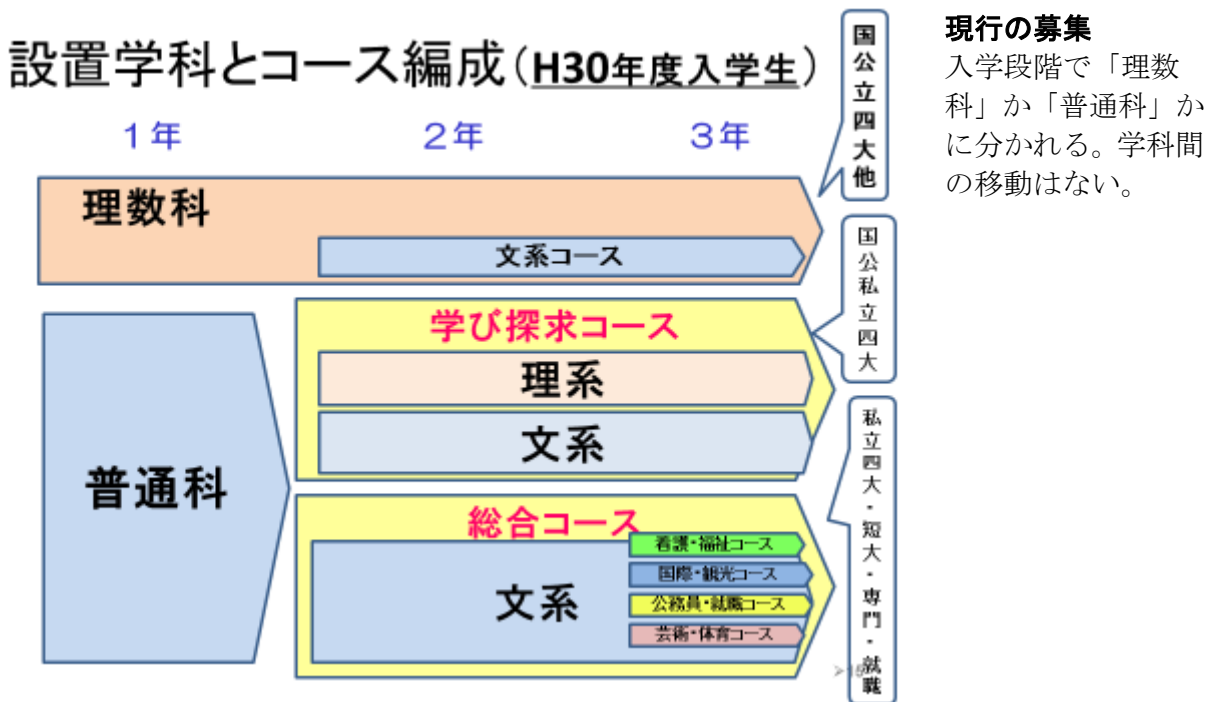 設置学科とコース編成(H30年度入学生)
1年
2年
3年
理数科
文系コース
普通科
学び探求コース
理系
文系
総合コース
文系
看護・福祉コース
国際・観光コース
公務員・就職コース
芸術・体育コース
国公立四大他
国公私立四大
私立四大・短大・専門・就職
現行の募集
入学段階で「理数
科」か「普通科」か
に分かれる。学科間
の移動はない。